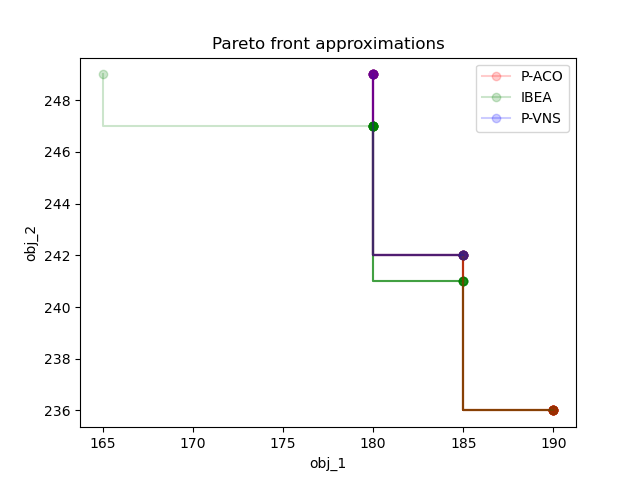 Pareto front approximations
P-ACO
IBEA
P-VNS
obj_2
248
246
244
242
240
238
236
165 170 175 180 185 190
obj_1